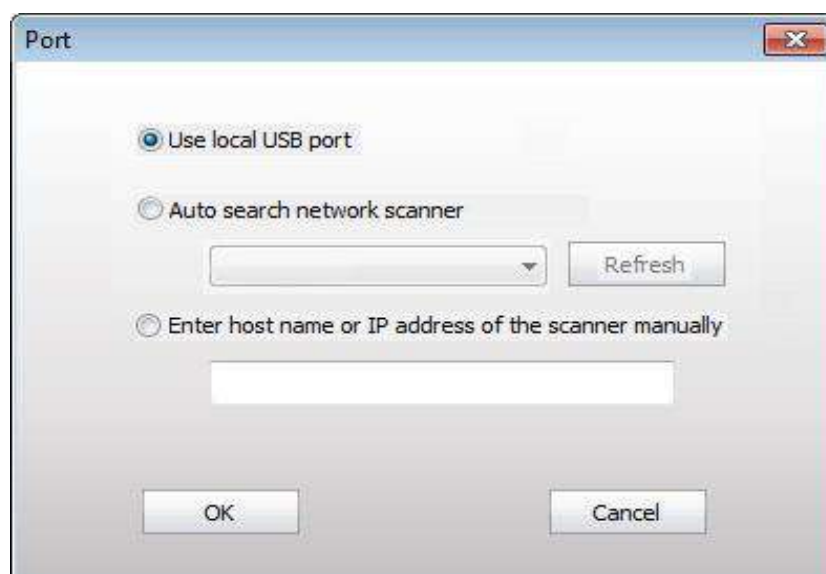 Port
Use local USB port
Auto search network scanner
Refresh
Enter host name or IP address of the scanner manually
OK
Cancel